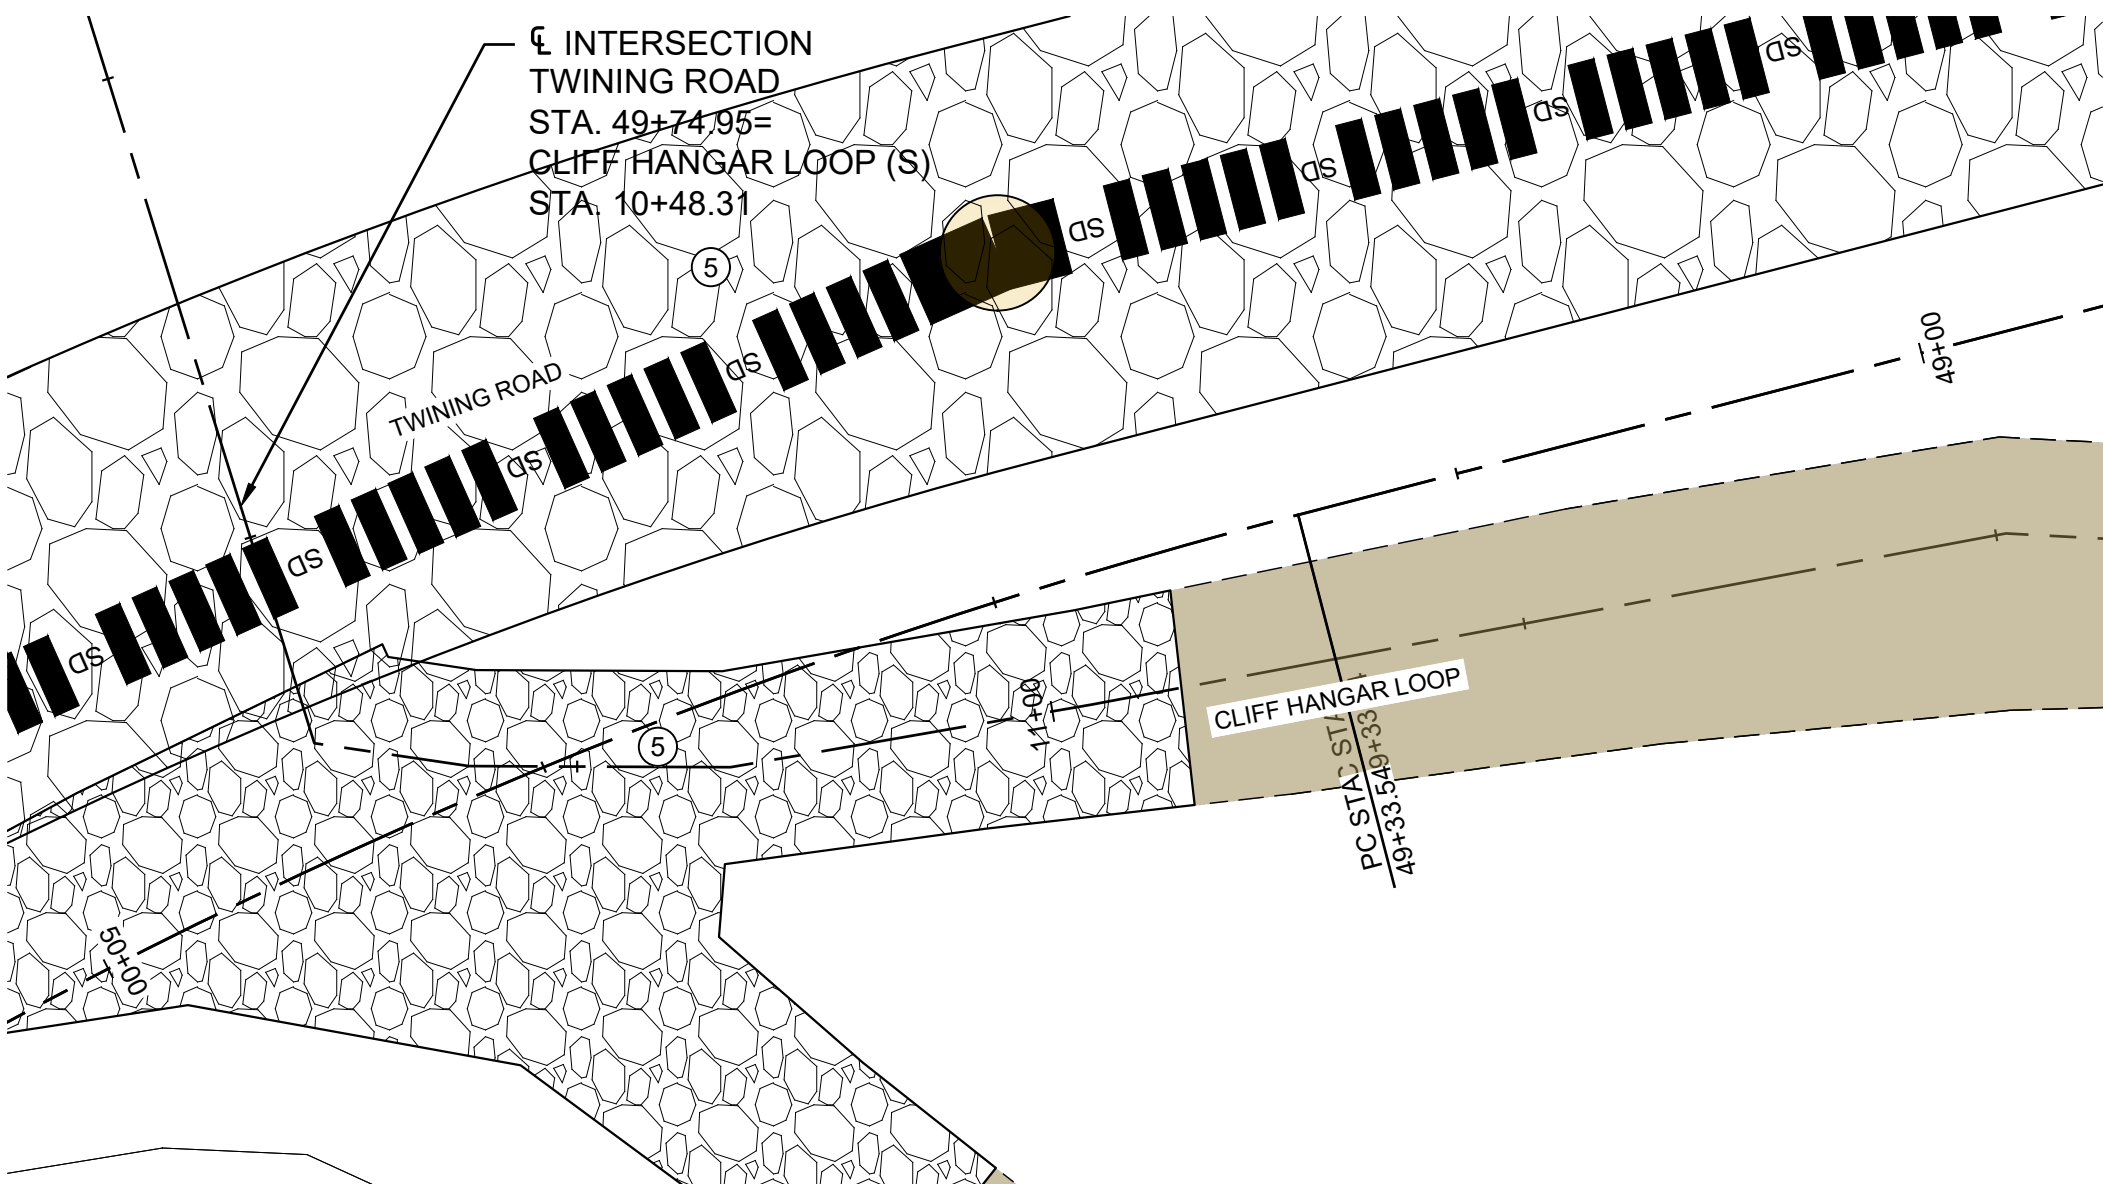 ℄ INTERSECTION
TWINING ROAD
STA. 49+74.95=
CLIFF HANGAR LOOP (S)
STA. 10+48.31
SD
SD
SD
SD
SD
SD
SD
SD
5
TWINING ROAD
49+00
5
11+00
CLIFF HANGAR LOOP
PC STA
49+33.54
50+00